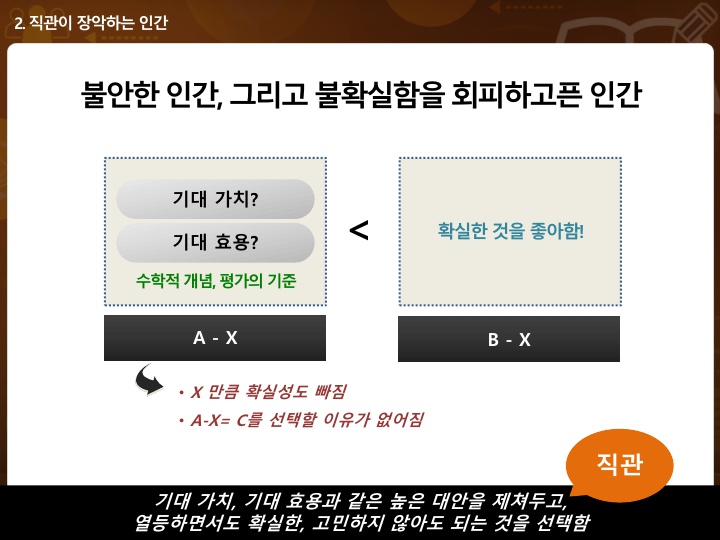 2. 직관이 장악하는 인간
불안한 인간, 그리고 불확실함을 회피하고픈 인간
기대 가치?
기대 효용?
수학적 개념, 평가의 기준
<
확실한 것을 좋아함!
A - X
B - X
• X 만큼 확실성도 빠짐
• A-X= C를 선택할 이유가 없어짐
직관
기대 가치, 기대 효용과 같은 높은 대안을 제쳐두고,
열등하면서도 확실한, 고민하지 않아도 되는 것을 선택함